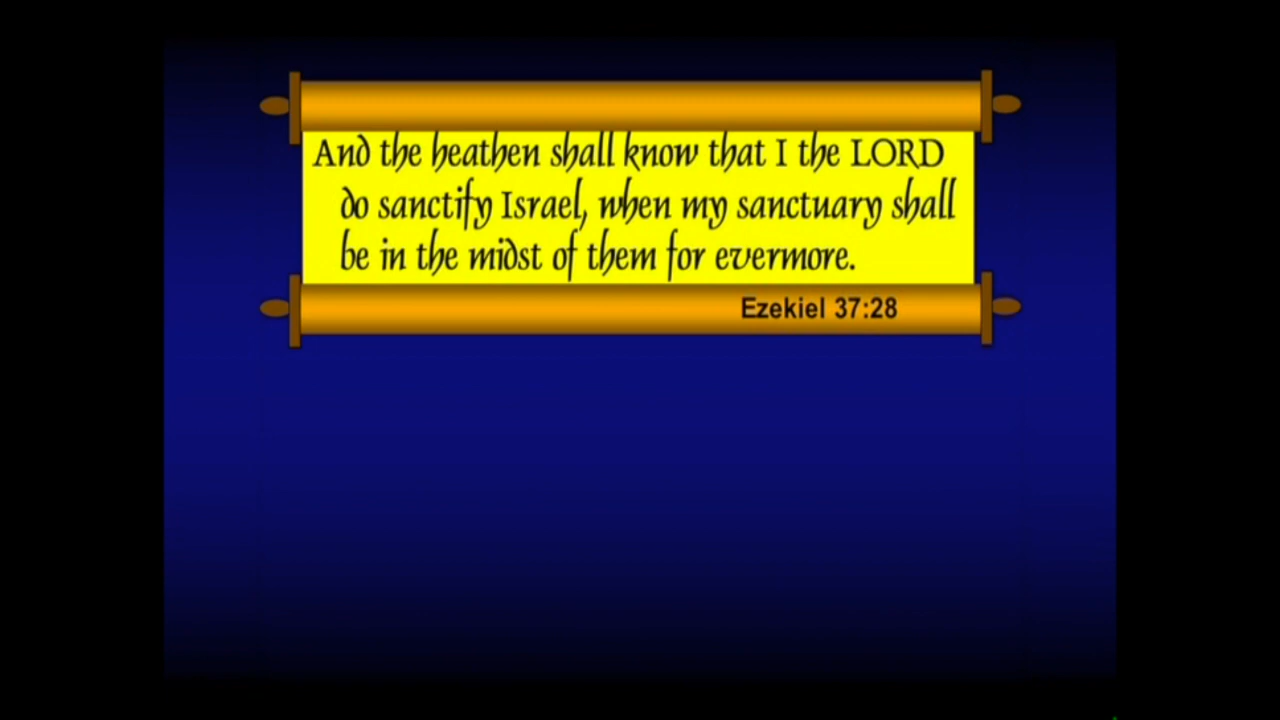 And the heathen shall know that I the LORD
do sanctify Israel, when my sanctuary shall
be in the midst of them for evermore.
Ezekiel 37:28